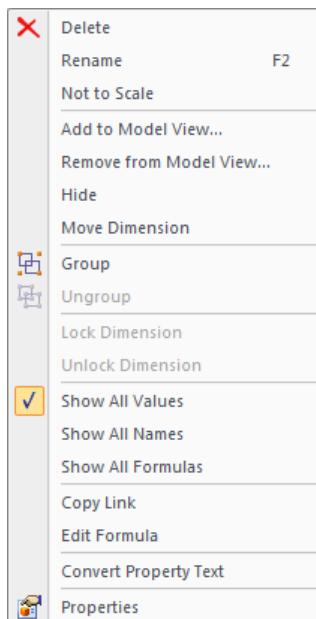 Delete
Rename F2
Not to Scale
Add to Model View...
Remove from Model View...
Hide
Move Dimension
Group
Ungroup
Lock Dimension
Unlock Dimension
Show All Values
Show All Names
Show All Formulas
Copy Link
Edit Formula
Convert Property Text
Properties